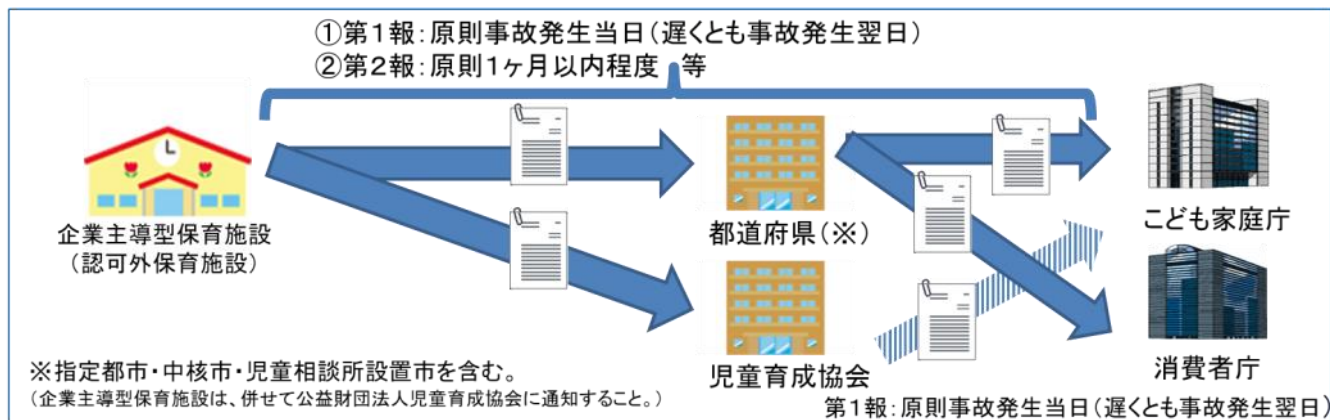 ①第１報：原則事故発生当日（遅くとも事故発生翌日）
②第２報：原則１ヶ月以内程度　等
企業主導型保育施設
（認可外保育施設）
都道府県（※）
こども家庭庁
児童育成協会
消費者庁
※指定都市・中核市・児童相談所設置市を含む。
（企業主導型保育施設は、併せて公益財団法人児童育成協会に通知すること。）
第１報：原則事故発生当日（遅くとも事故発生翌日）